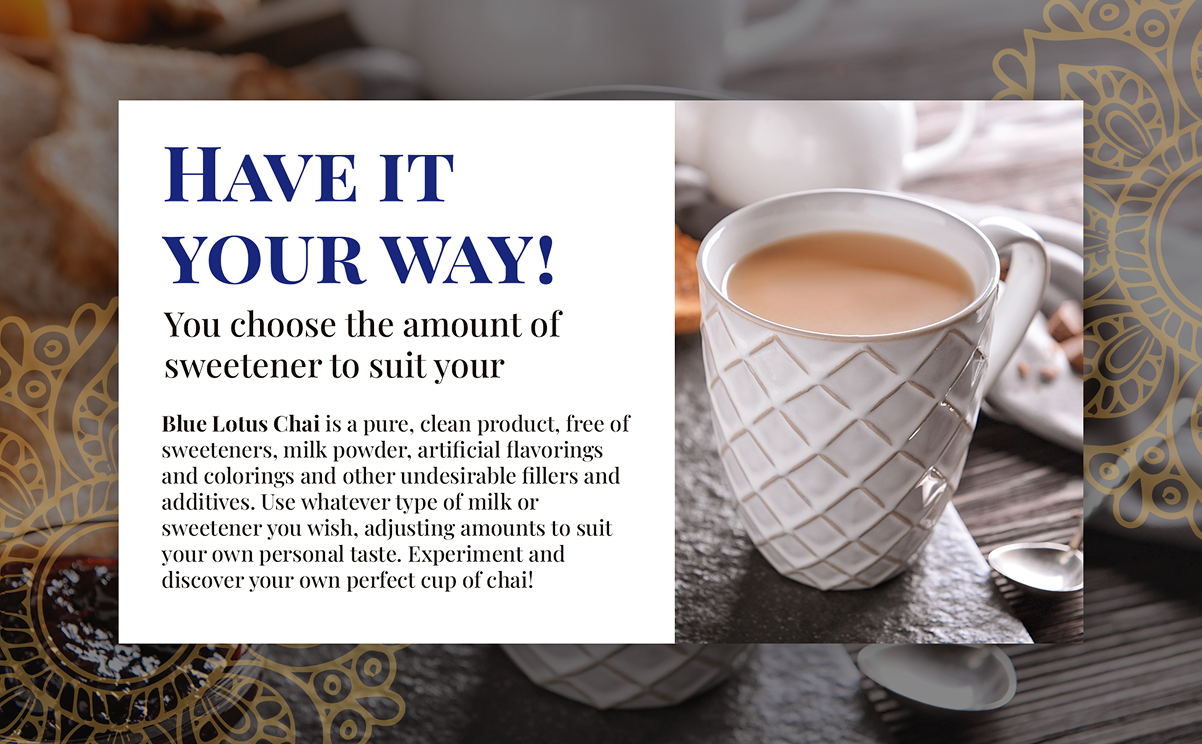 Have it
your way!
You choose the amount of
sweetener to suit your
Blue Lotus Chai is a pure, clean product, free of
sweeteners, milk powder, artificial flavorings
and colorings and other undesirable fillers and
additives. Use whatever type of milk or
sweetener you wish, adjusting amounts to suit
your own personal taste. Experiment and
discover your own perfect cup of chai!